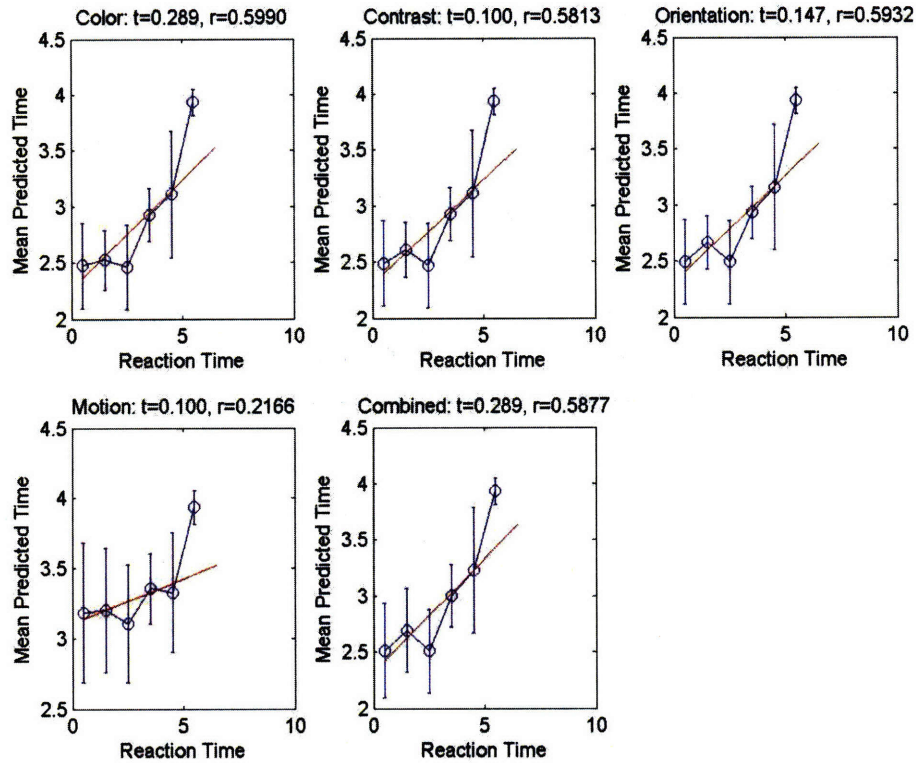 Color: t=0.289, r=0.5990
Contrast: t=0.100, r=0.5813
Orientation: t=0.147, r=0.5932
Mean Predicted Time
4.5
4
3.5
3
2.5
2
0
5
10
Reaction Time
Mean Predicted Time
4.5
4
3.5
3
2.5
2
0
5
10
Reaction Time
Mean Predicted Time
4.5
4
3.5
3
2.5
2
0
5
10
Reaction Time
Motion: t=0.100, r=0.2166
Combined: t=0.289, r=0.5877
Mean Predicted Time
4.5
4
3.5
3
2.5
0
5
10
Reaction Time
Mean Predicted Time
4.5
4
3.5
3
2.5
2
0
5
10
Reaction Time